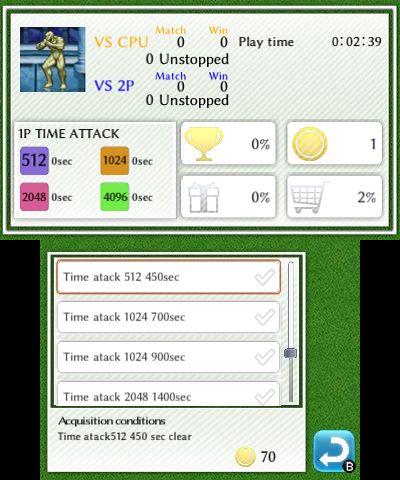 VS CPU Match Win Play time 0:02:39
0 0
0 Unstopped
VS 2P Match Win
0 0
0 Unstopped
1P TIME ATTACK
512 0sec 1024 0sec
2048 0sec 4096 0sec
0% 1
0% 2%
Time atack 512 450sec
Time atack 1024 700sec
Time atack 1024 900sec
Time atack 2048 1400sec
Acquisition conditions
Time atack512 450 sec clear
70
B